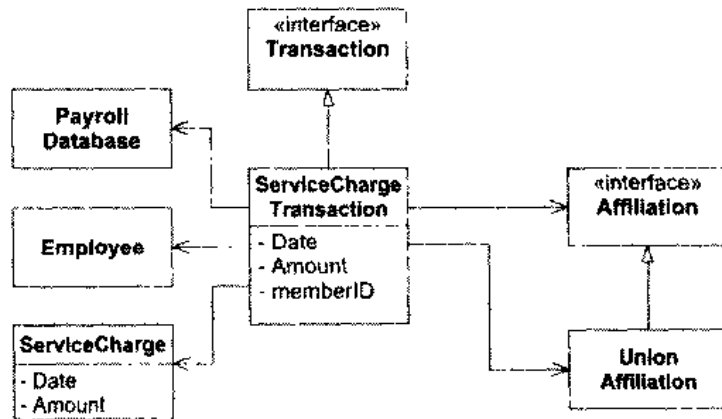 «interface»
Transaction
Payroll
Database
ServiceCharge
Transaction
- Date
- Amount
- memberID
«interface»
Affiliation
Employee
ServiceCharge
- Date
- Amount
Union
Affiliation